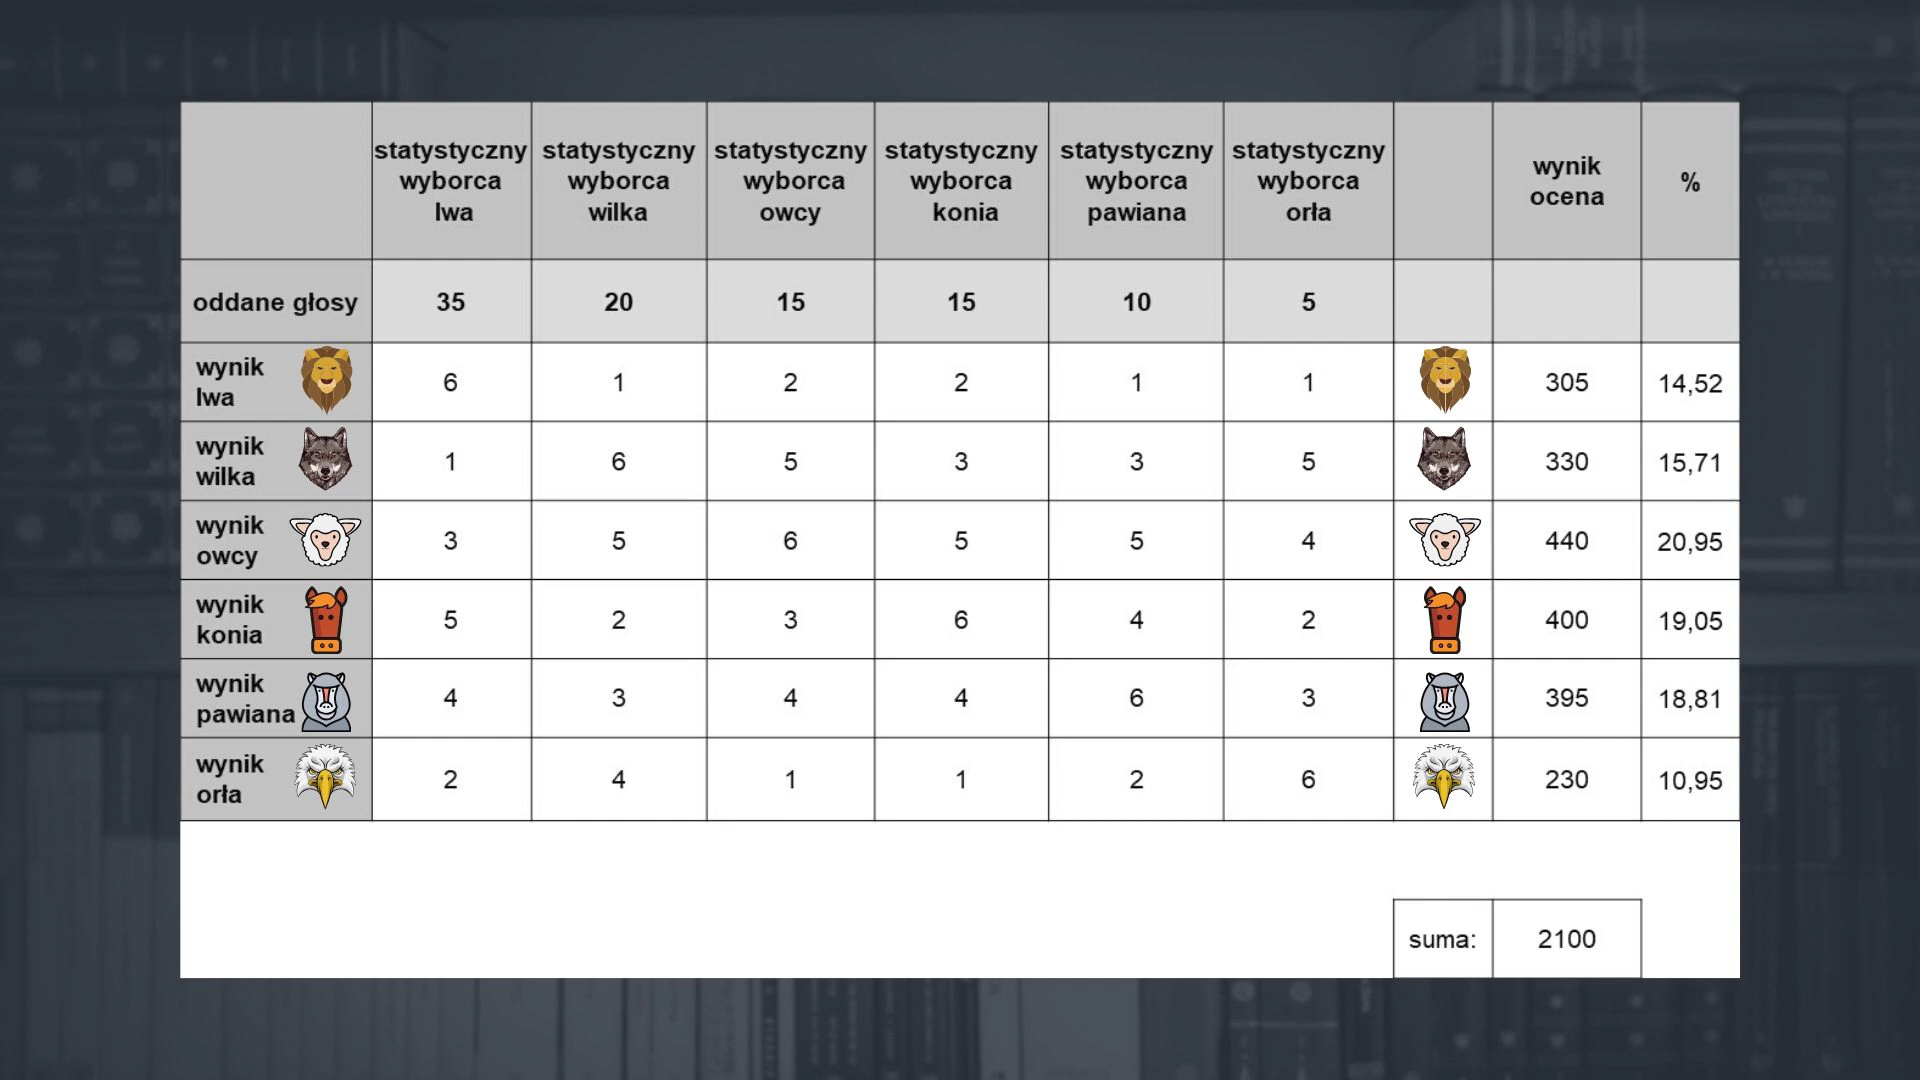 statystyczny wyborca lwa
statystyczny wyborca wilka
statystyczny wyborca owcy
statystyczny wyborca konia
statystyczny wyborca pawiana
statystyczny wyborca orła
wynik ocena
%
oddane głosy 35 20 15 15 10 5
wynik lwa 6 1 2 2 1 1 305 14,52
wynik wilka 1 6 5 3 3 5 330 15,71
wynik owcy 3 5 6 5 5 4 440 20,95
wynik konia 5 2 3 6 4 2 400 19,05
wynik pawiana 4 3 4 4 6 3 395 18,81
wynik orła 2 4 1 1 2 6 230 10,95
suma: 2100